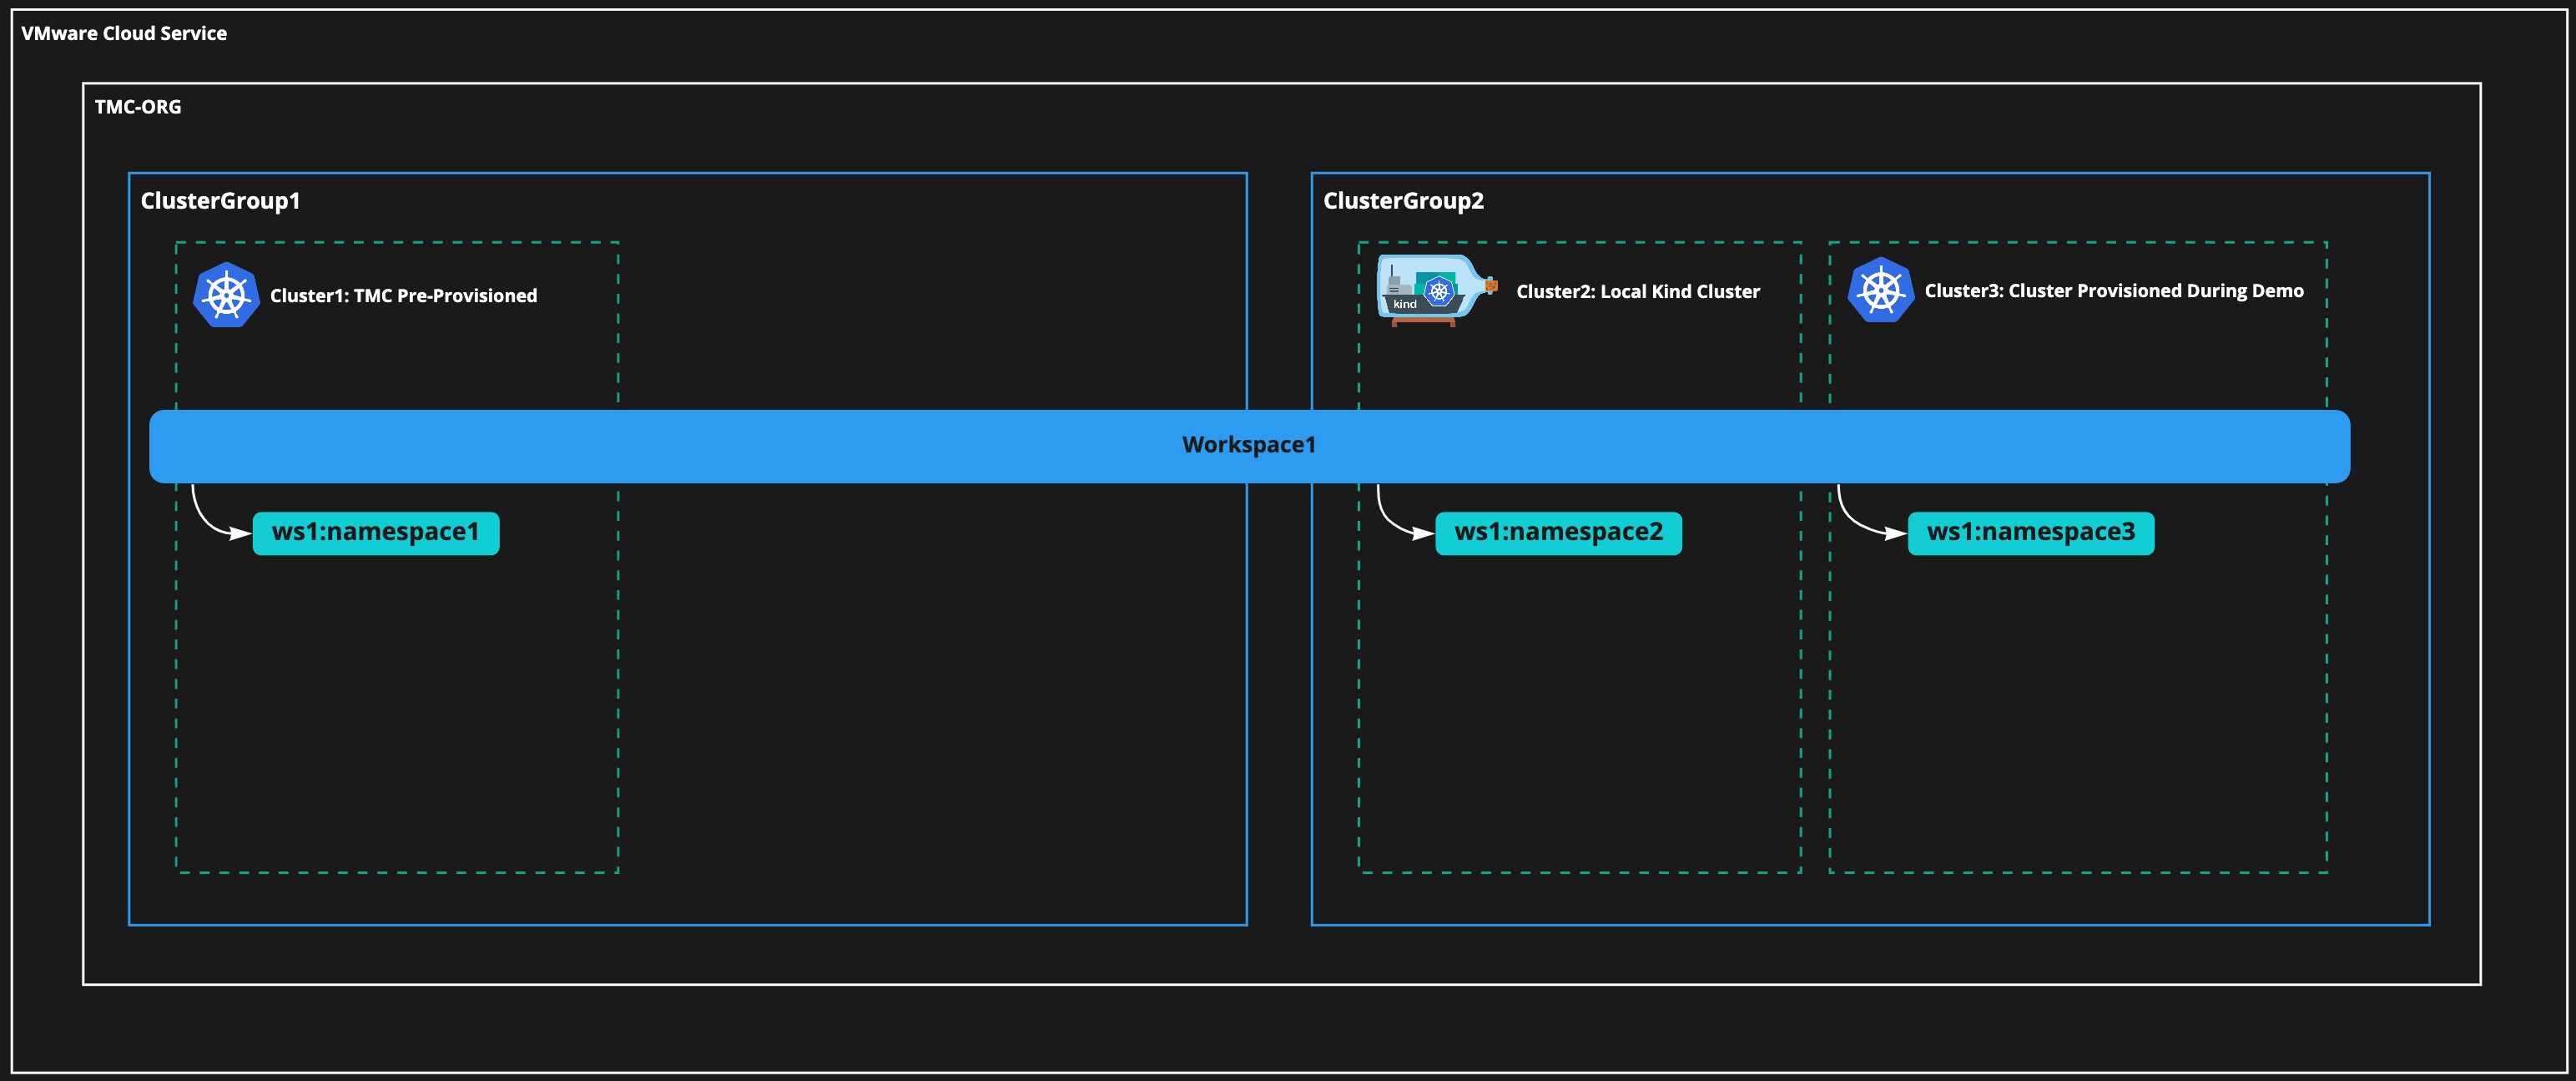 VMware Cloud Service
TMC-ORG
ClusterGroup1
ClusterGroup2
Cluster1: TMC Pre-Provisioned
kind
Cluster2: Local Kind Cluster
Cluster3: Cluster Provisioned During Demo
Workspace1
ws1:namespace1
ws1:namespace2
ws1:namespace3